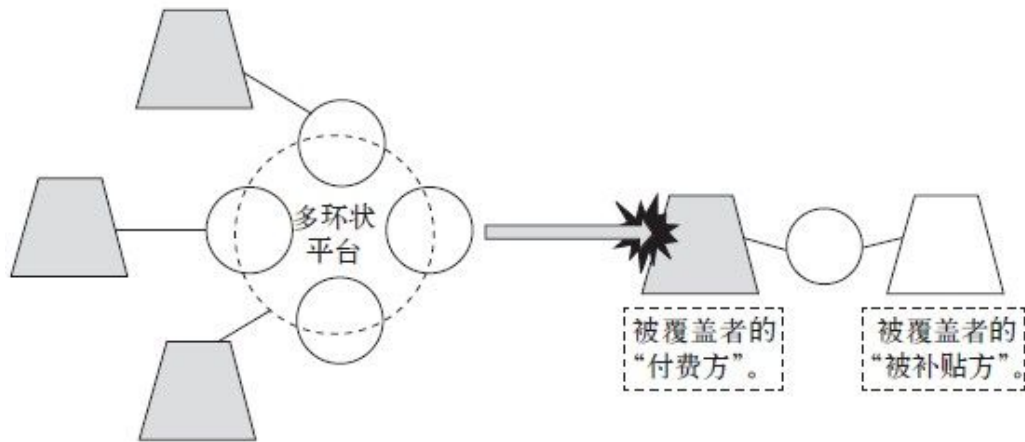 多环状
平台
被覆盖者的
“付费方”。
被覆盖者的
“被补贴方”。